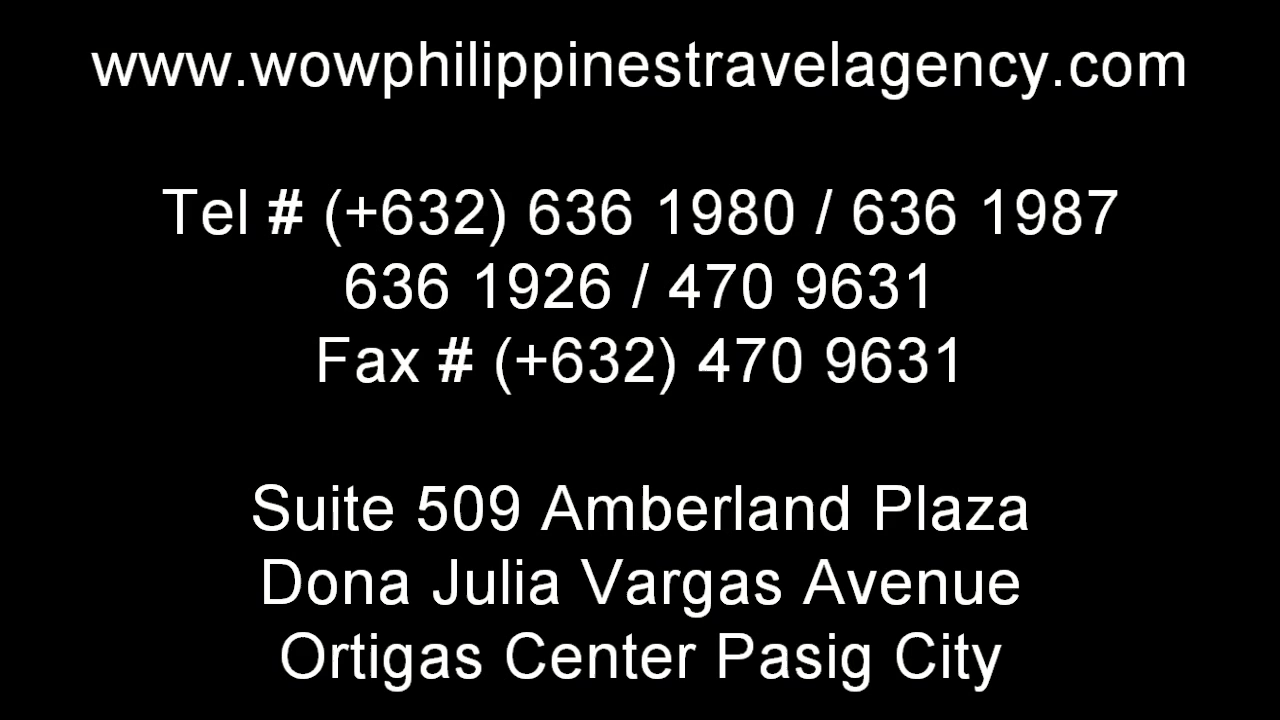 www.wowphilippinestravelagency.com
Tel # (+632) 636 1980 / 636 1987
636 1926 / 470 9631
Fax # (+632) 470 9631
Suite 509 Amberland Plaza
Dona Julia Vargas Avenue
Ortigas Center Pasig City